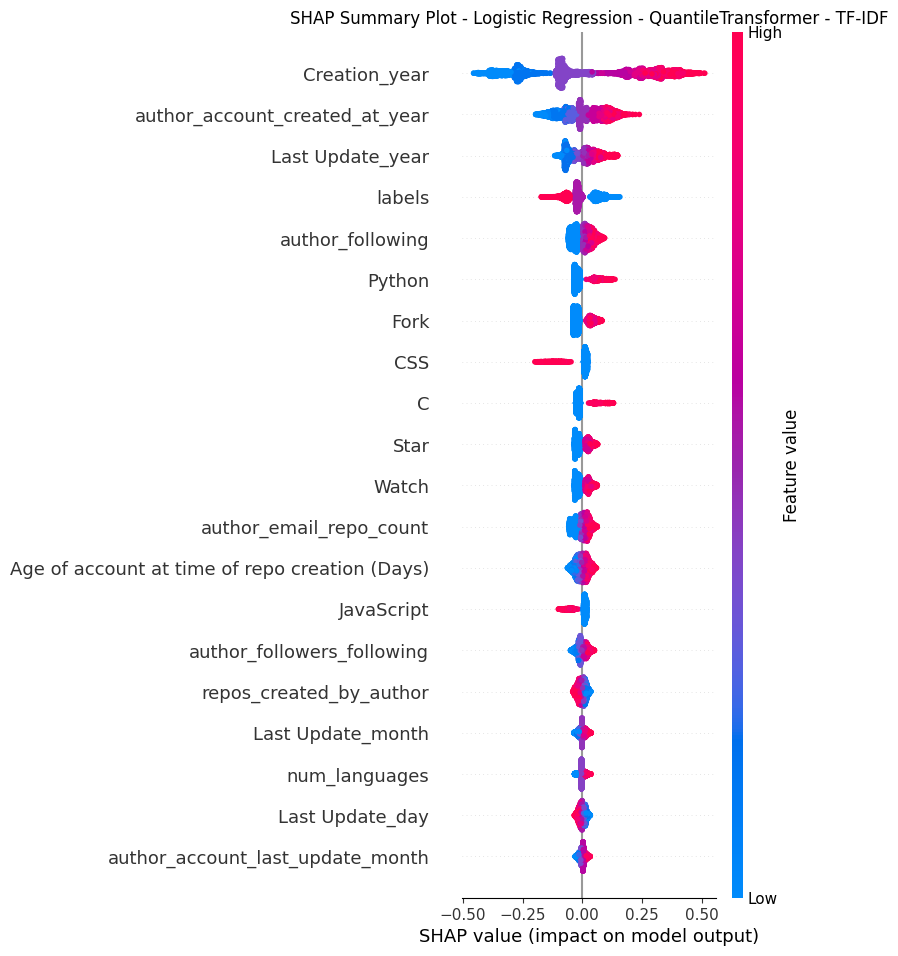 SHAP Summary Plot - Logistic Regression - QuantileTransformer - TF-IDF
High
Creation_year
author_account_created_at_year
Last Update_year
labels
author_following
Python
Fork
CSS
C
Star
Watch
author_email_repo_count
Age of account at time of repo creation (Days)
JavaScript
author_followers_following
repos_created_by_author
Last Update_month
num_languages
Last Update_day
author_account_last_update_month
Feature value
Low
−0.50 −0.25 0.00 0.25 0.50
SHAP value (impact on model output)